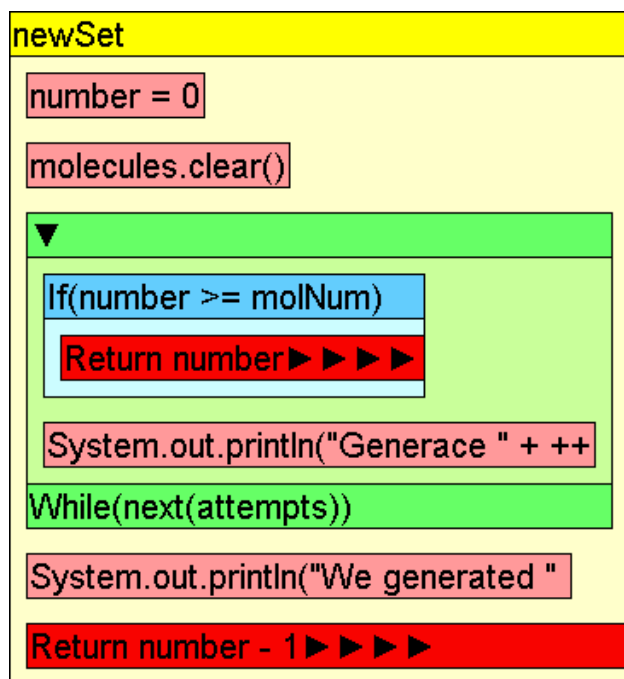 newSet
number = 0
molecules.clear()
▼
If(number >= molNum)
Return number►►►►
System.out.println("Generace " + ++
While(next(attempts))
System.out.println("We generated "
Return number - 1►►►►